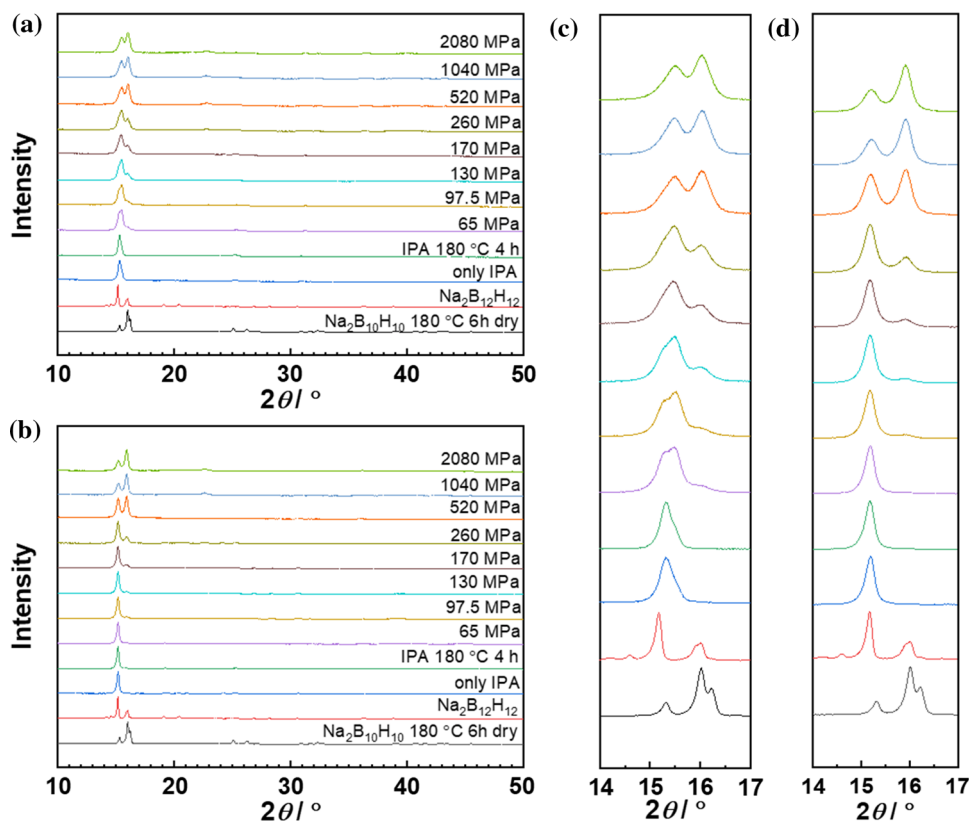 (a)
2080 MPa
1040 MPa
520 MPa
260 MPa
170 MPa
130 MPa
97.5 MPa
65 MPa
IPA 180 °C 4 h
only IPA
Na₂B₁₂H₁₂
Na₂B₁₀H₁₀ 180 °C 6h dry
Intensity
10 20 30 40 50
2θ/ °
(b)
2080 MPa
1040 MPa
520 MPa
260 MPa
170 MPa
130 MPa
97.5 MPa
65 MPa
IPA 180 °C 4 h
only IPA
Na₂B₁₂H₁₂
Na₂B₁₀H₁₀ 180 °C 6h dry
Intensity
10 20 30 40 50
2θ/ °
(c)
14 15 16 17
2θ/ °
(d)
14 15 16 17
2θ/ °